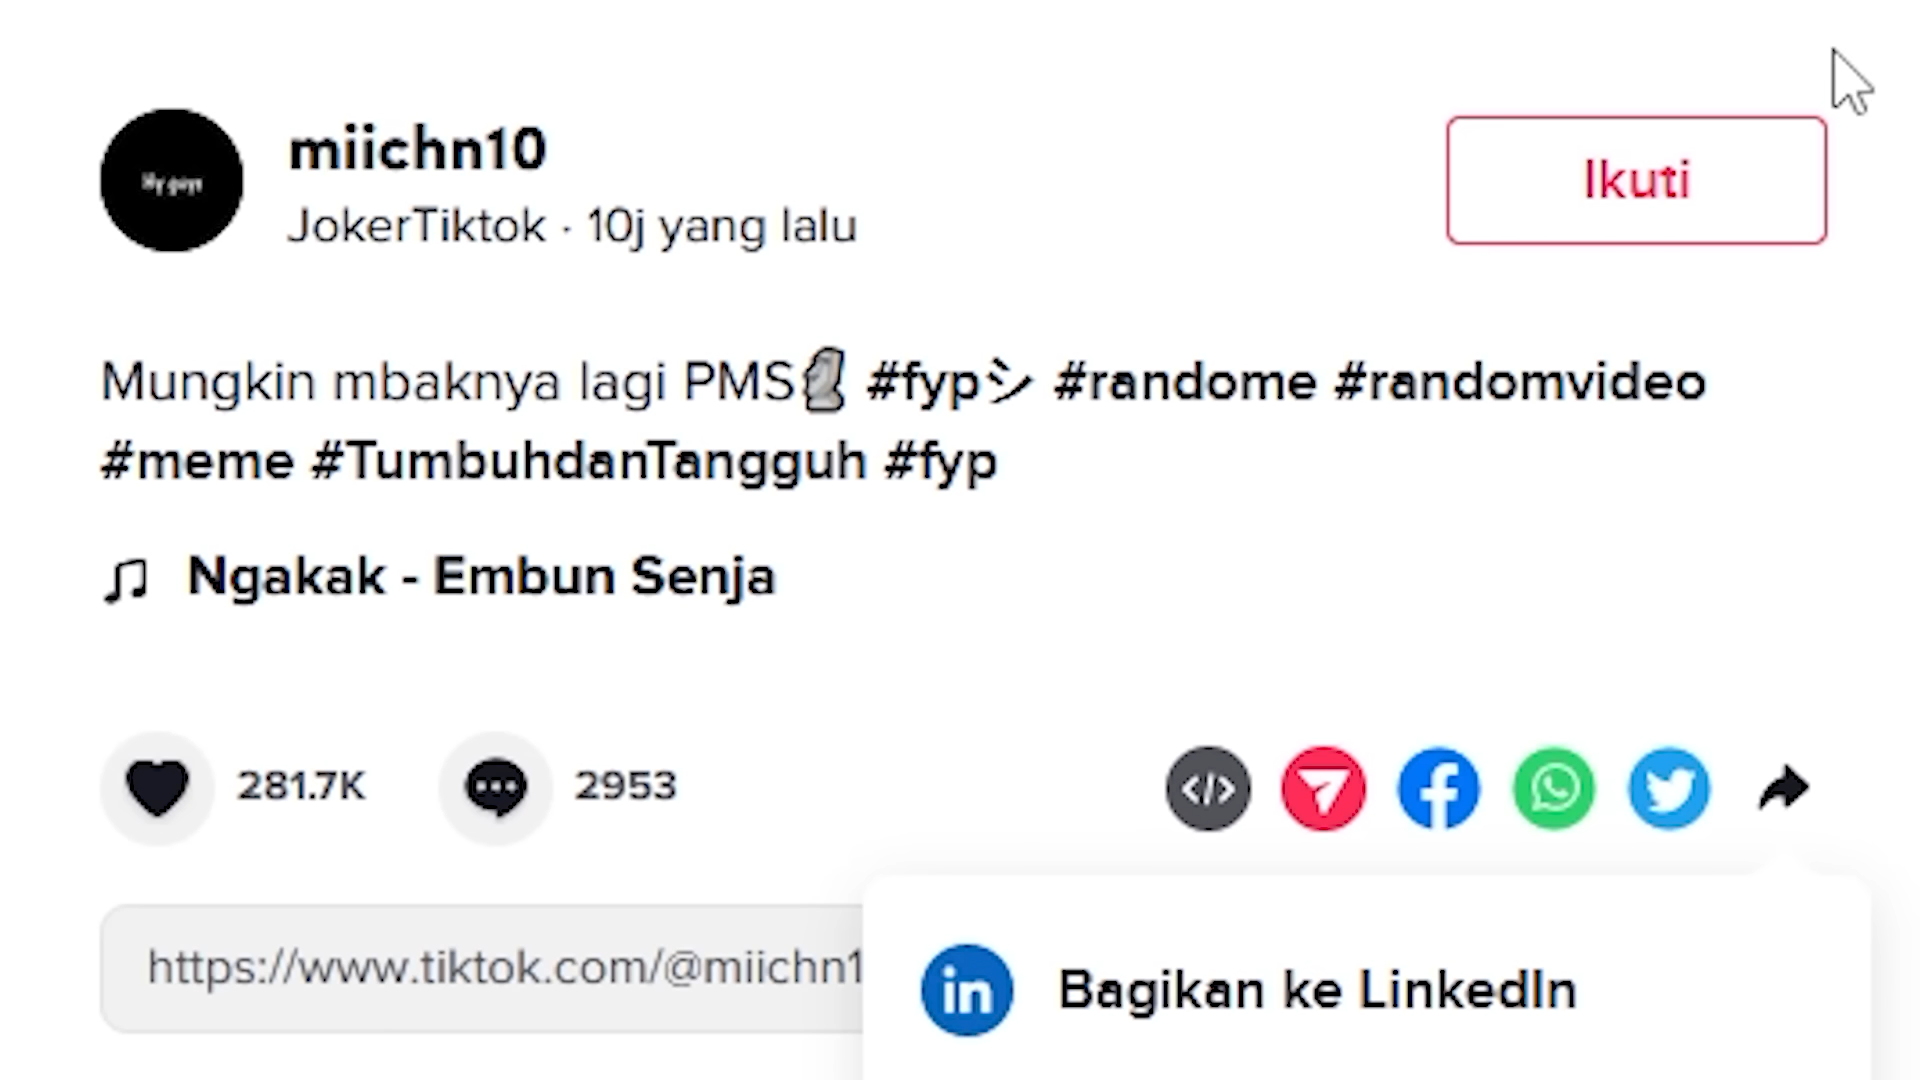 miichn10
JokerTiktok · 10j yang lalu
Ikuti
Mungkin mbaknya lagi PMS🗿 #fypシ #randome #randomvideo
#meme #TumbuhdanTangguh #fyp
Ngakak - Embun Senja
281.7K
2953
https://www.tiktok.com/@miichn1
Bagikan ke LinkedIn